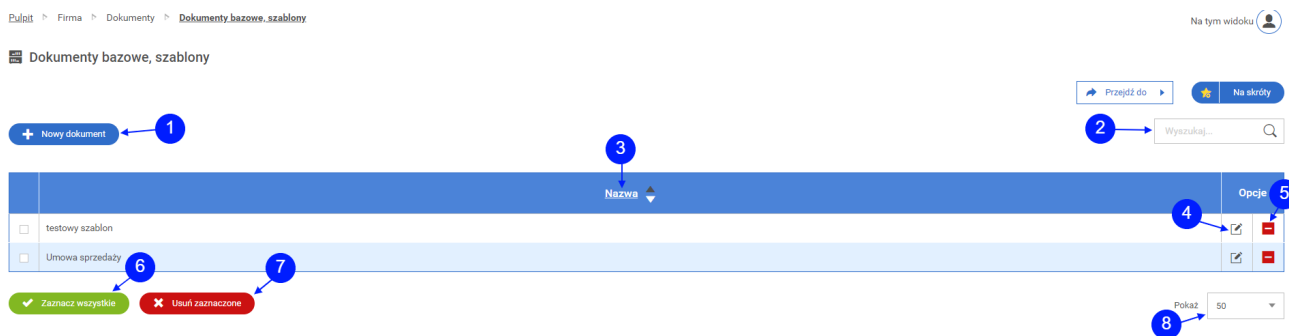 Pulpit Firma Dokumenty Dokumenty bazowe, szablony
Na tym widoku
Dokumenty bazowe, szablony
Przejdź do Na skróty
Nowy dokument 1 2 Wyszukaj...
3
Nazwa Opcje 5
testowy szablon 4
Umowa sprzedaży
6 7
Zaznacz wszystkie Usuń zaznaczone Pokaż 50
8